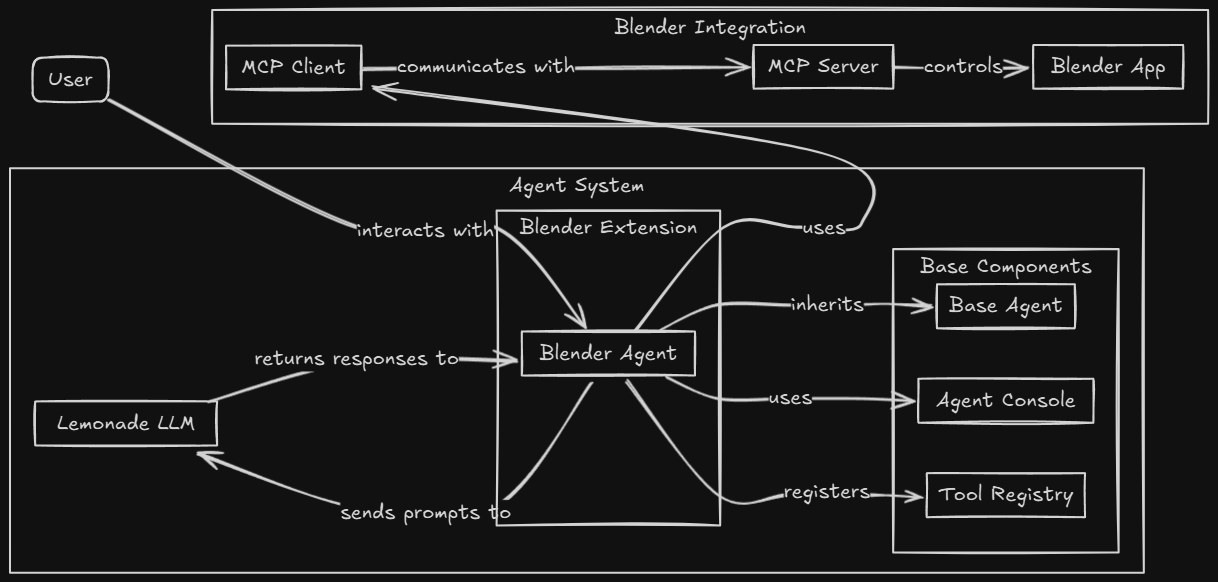 Blender Integration
User
MCP Client
communicates with
MCP Server
controls
Blender App
Agent System
interacts with
Blender Extension
uses
Base Components
inherits
Base Agent
returns responses to
Blender Agent
uses
Agent Console
Lemonade LLM
registers
Tool Registry
sends prompts to